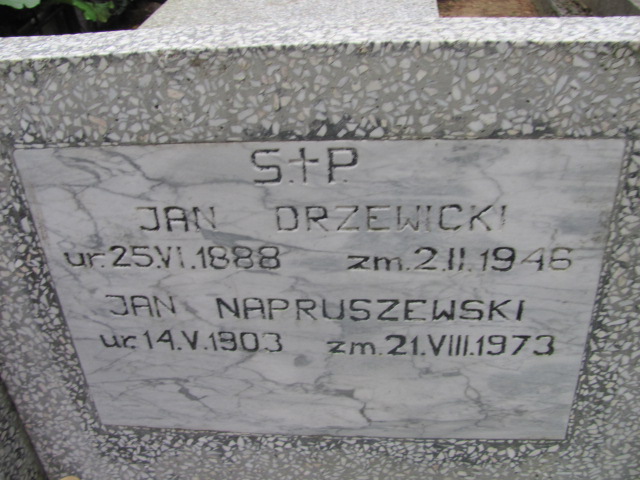 S.†P.
JAN DRZEWICKI
ur. 25.VI.1888 zm. 2.II.1946
JAN NAPRUSZEWSKI
ur. 14.V.1903 zm. 21.VIII.1973